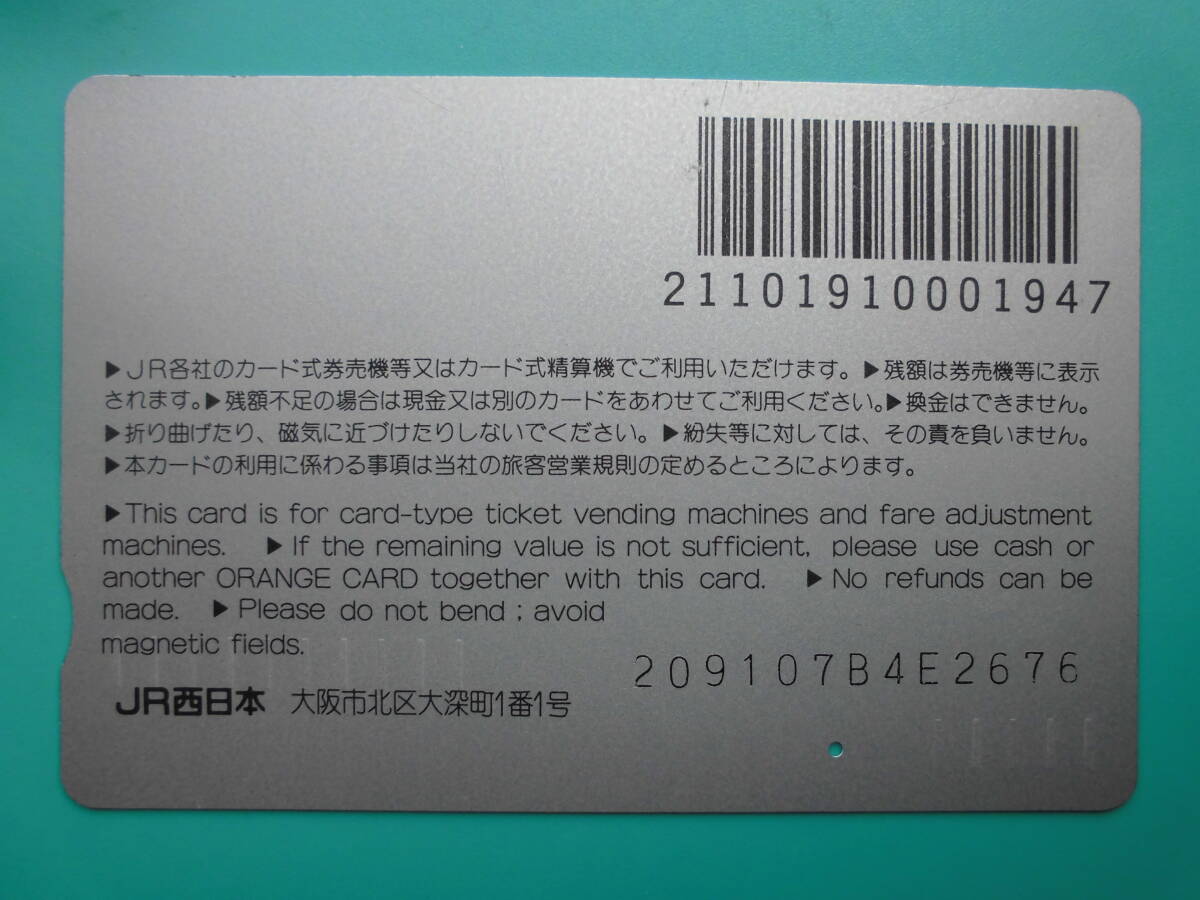 21101910001947
▶JR各社のカード式券売機等又はカード式精算機でご利用いただけます。▶残額は券売機等に表示
されます。▶残額不足の場合は現金又は別のカードをあわせてご利用ください。▶換金はできません。
▶折り曲げたり、磁気に近づけたりしないでください。▶紛失等に対しては、その責を負いません。
▶本カードの利用に係わる事項は当社の旅客営業規則の定めるところによります。
▶This card is for card-type ticket vending machines and fare adjustment
machines. ▶If the remaining value is not sufficient, please use cash or
another ORANGE CARD together with this card. ▶No refunds can be
made. ▶Please do not bend ; avoid
magnetic fields.
209107B4E2676
JR西日本 大阪市北区大深町1番1号